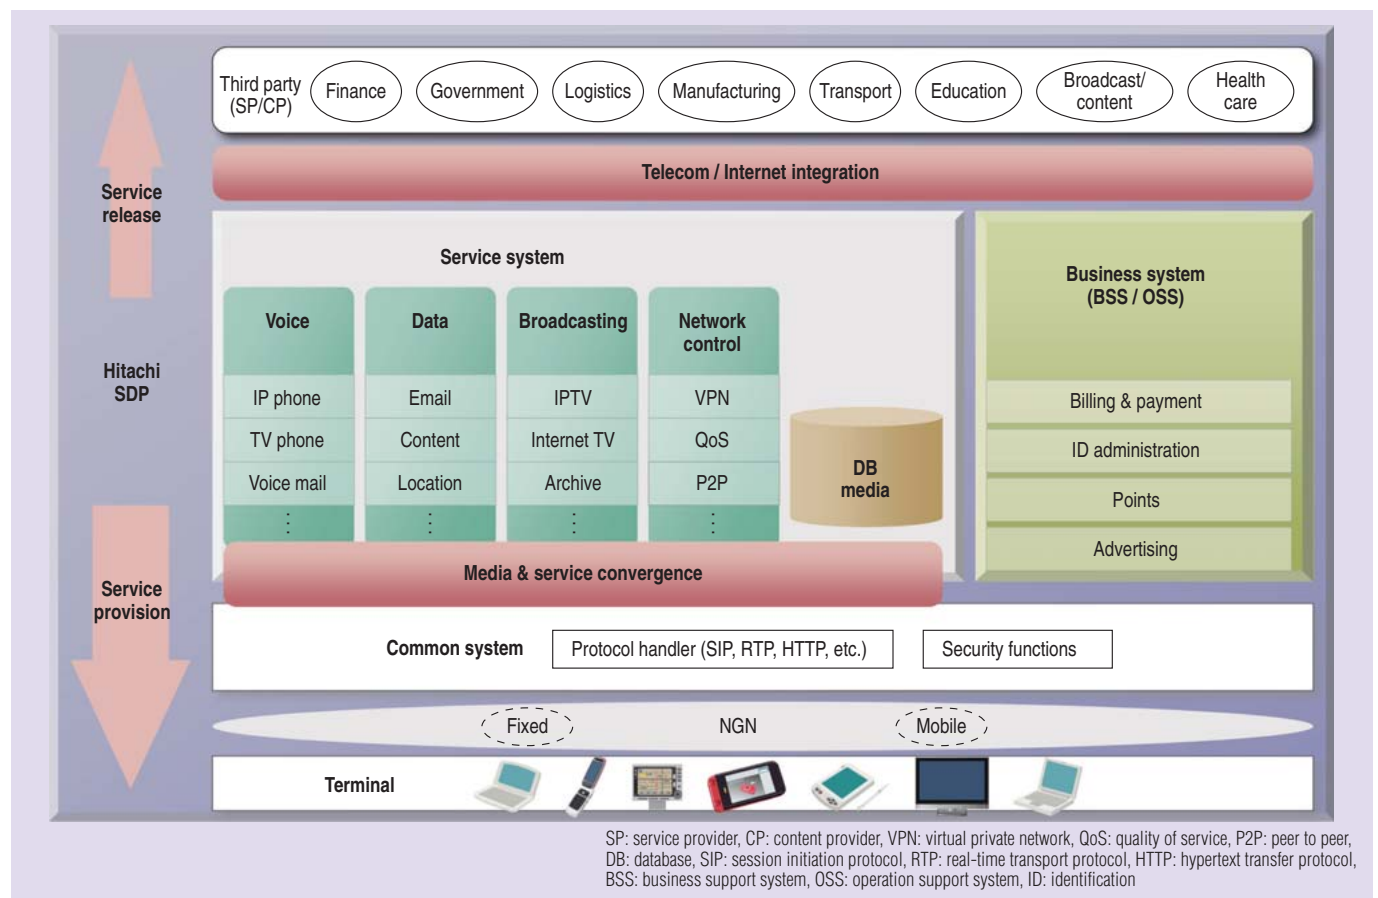 Third party
(SP/CP)
Finance
Government
Logistics
Manufacturing
Transport
Education
Broadcast/
content
Health
care
Service
release
Telecom / Internet integration
Service system
Business system
(BSS / OSS)
Voice
Data
Broadcasting
Network
control
Hitachi
SDP
IP phone
Email
IPTV
VPN
Billing & payment
TV phone
Content
Internet TV
QoS
ID administration
Voice mail
Location
Archive
P2P
DB
media
Points
Advertising
Media & service convergence
Service
provision
Common system
Protocol handler (SIP, RTP, HTTP, etc.)
Security functions
Fixed
NGN
Mobile
Terminal
SP: service provider, CP: content provider, VPN: virtual private network, QoS: quality of service, P2P: peer to peer,
DB: database, SIP: session initiation protocol, RTP: real-time transport protocol, HTTP: hypertext transfer protocol,
BSS: business support system, OSS: operation support system, ID: identification